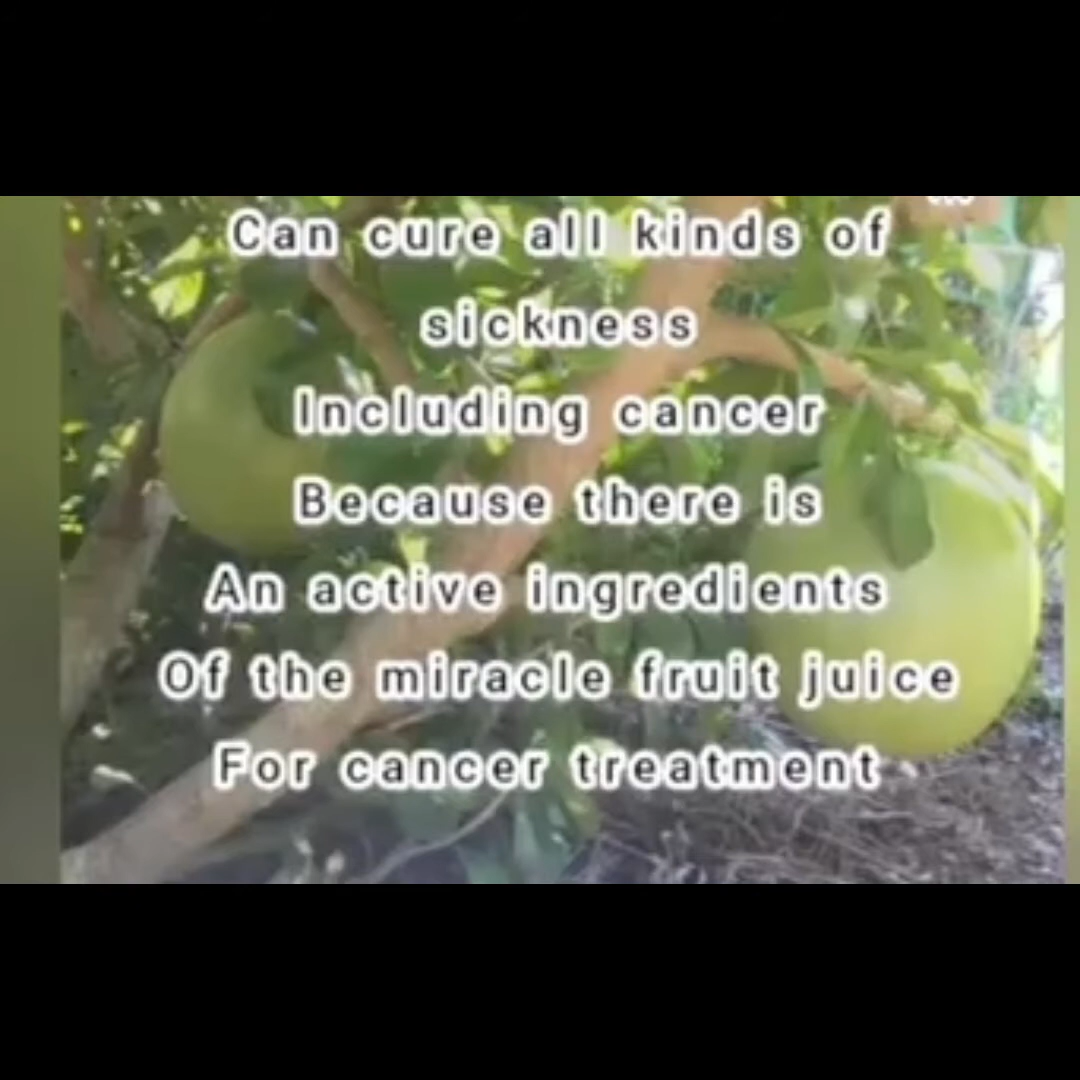 Can cure all kinds of
sickness
Including cancer
Because there is
An active ingredients
Of the miracle fruit juice
For cancer treatment